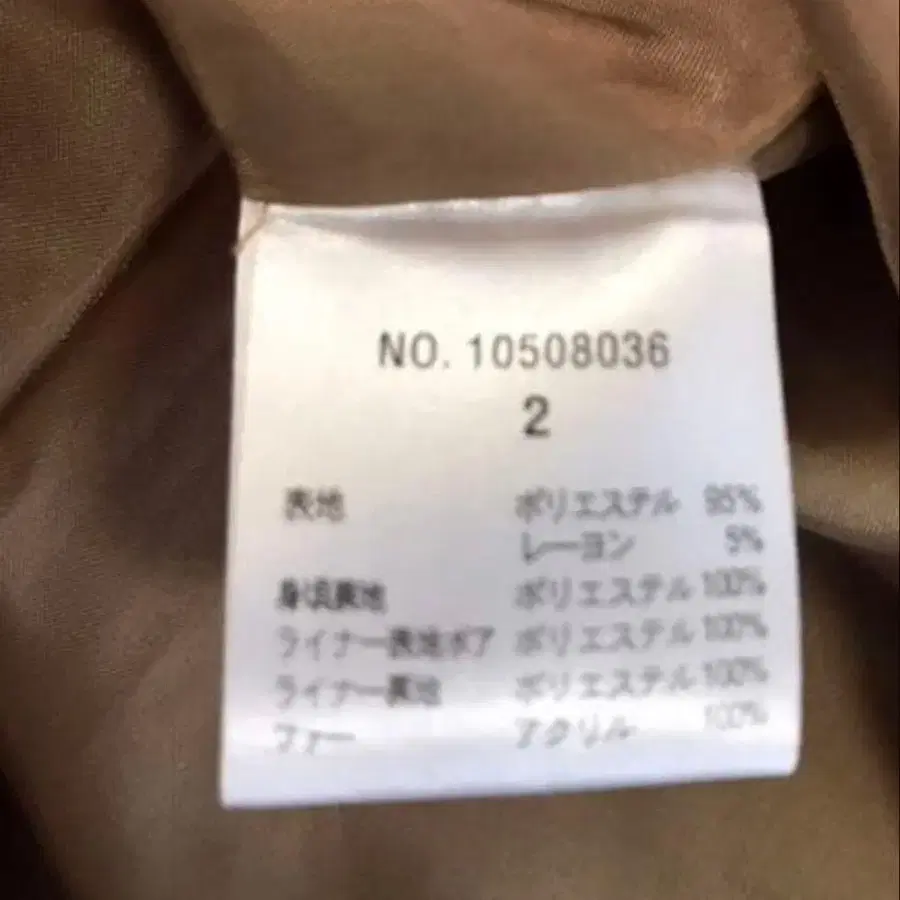 NO. 10508036
2
表地 ポリエステル 95%
レーヨン 5%
身頃裏地 ポリエステル 100%
ライナー表地ボア ポリエステル 100%
ライナー裏地 ポリエステル 100%
ファー アクリル 100%